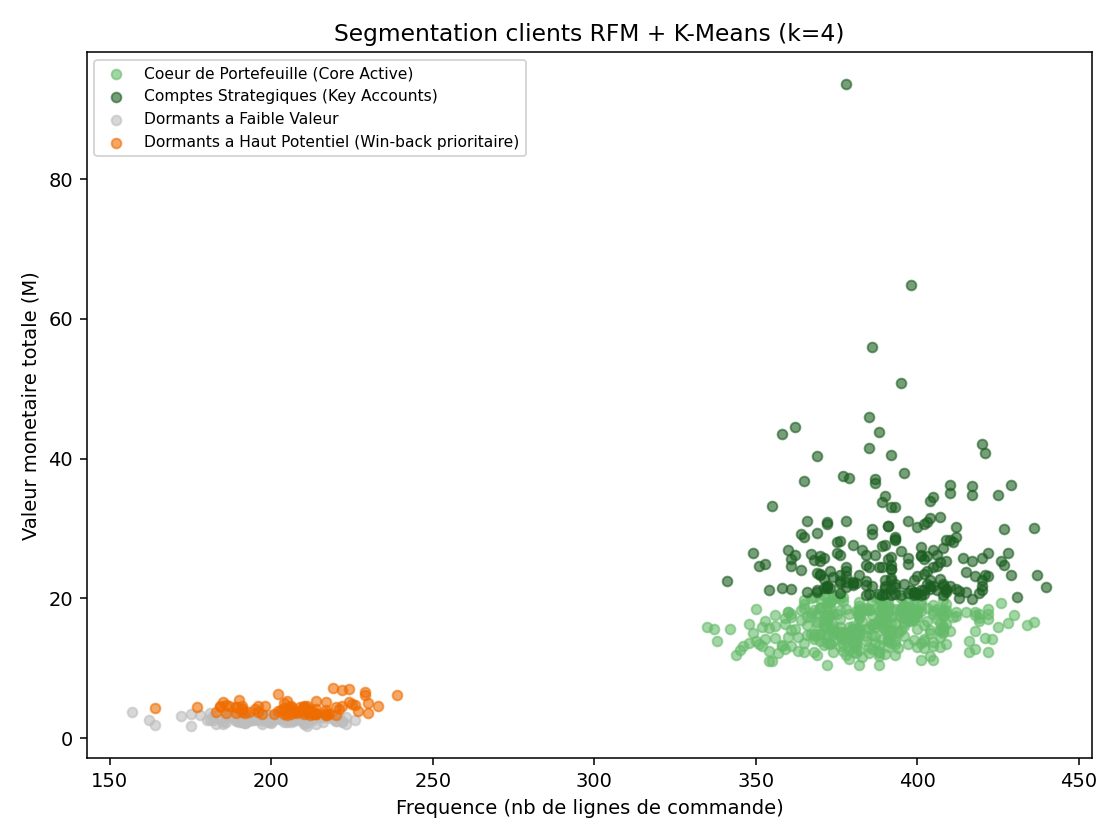 Segmentation clients RFM + K-Means (k=4)
Coeur de Portefeuille (Core Active)
Comptes Strategiques (Key Accounts)
Dormants a Faible Valeur
Dormants a Haut Potentiel (Win-back prioritaire)
Valeur monetaire totale (M)
80
60
40
20
0
150 200 250 300 350 400 450
Frequence (nb de lignes de commande)